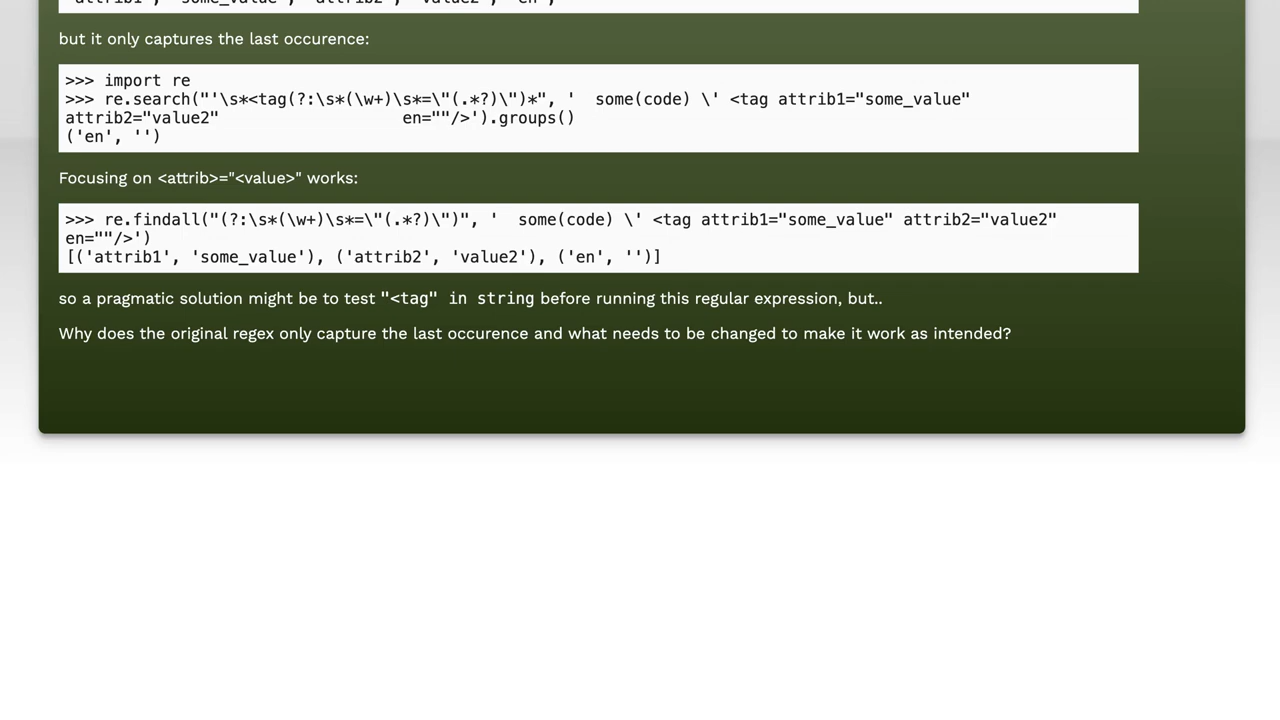 but it only captures the last occurence:
>>> import re
>>> re.search("'\s*<tag(?:\s*(\w+)\s*=\"(.*?)\")*", '  some(code) \' <tag attrib1="some_value"
attrib2="value2"                   en=""/>').groups()
('en', '')
Focusing on <attrib>="<value>" works:
>>> re.findall("(?:\s*(\w+)\s*=\"(.*?)\")", '  some(code) \' <tag attrib1="some_value" attrib2="value2"
en=""/>')
[('attrib1', 'some_value'), ('attrib2', 'value2'), ('en', '')]
so a pragmatic solution might be to test "<tag" in string before running this regular expression, but..
Why does the original regex only capture the last occurence and what needs to be changed to make it work as intended?